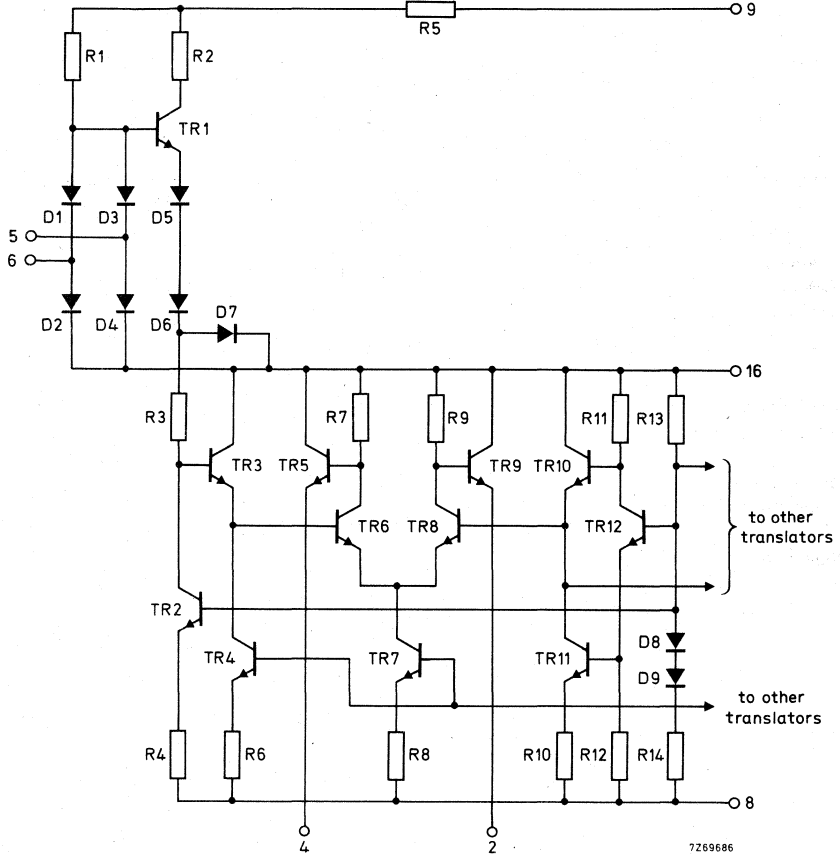 9
R5
R1
R2
TR1
D1
D3
D5
5
6
D2
D4
D6
D7
16
R3
R7
R9
R11
R13
TR3
TR5
TR9
TR10
TR6
TR8
TR12
to other
translators
TR2
TR4
TR7
TR11
D8
D9
to other
translators
R4
R6
R8
R10
R12
R14
8
4
2
7Z69686